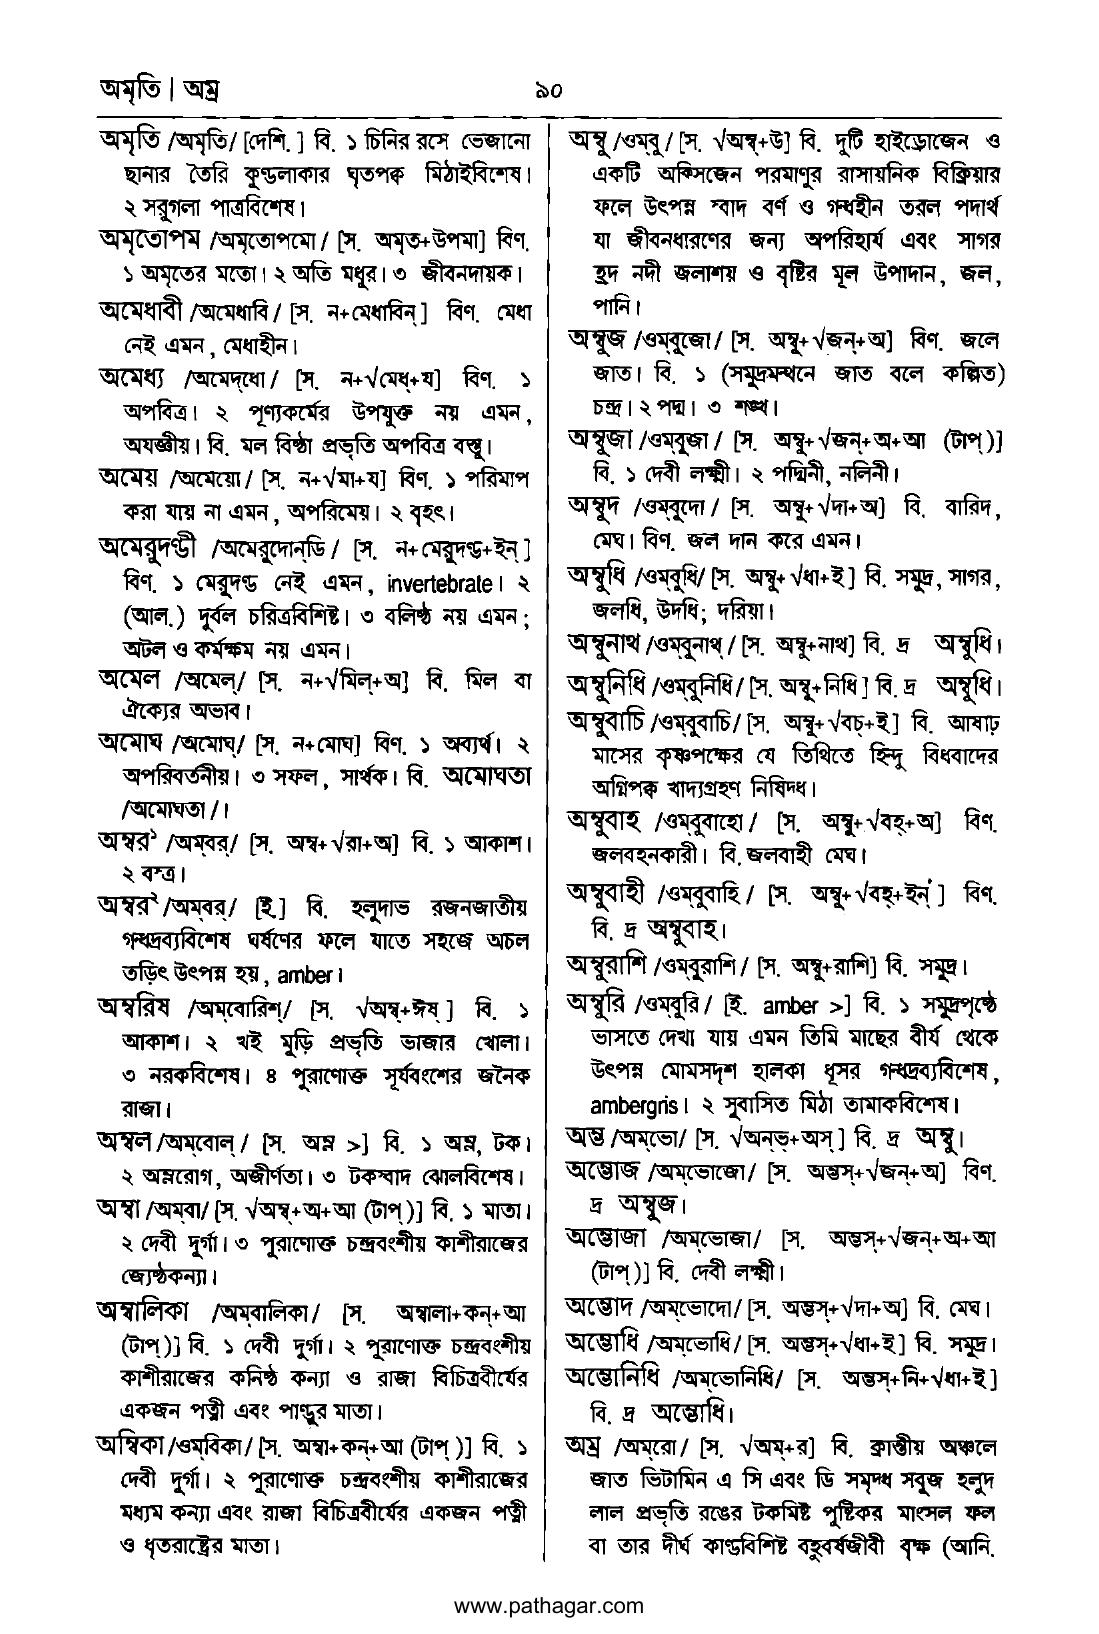 অমৃতি | অম্র
৯০
অমৃতি /অমৃতি/ [দেশি. ] বি. ১ চিনির রসে ভেজানো
ছানার তৈরি কুণ্ডলাকার ঘৃতপক্ব মিঠাইবিশেষ।
২ সরুগলা পাত্রবিশেষ।
অমৃতোপম /অমৃতোপমো/ [স. অমৃত+উপমা] বিণ.
১ অমৃতের মতো। ২ অতি মধুর। ৩ জীবনদায়ক।
অমেধাবী /অমেধাবি/ [স. ন+মেধাবিন্] বিণ. মেধা
নেই এমন, মেধাহীন।
অমেধ্য /অমেদ্‌ধো/ [স. ন+√মেধ্+য] বিণ. ১
অপবিত্র। ২ পূণ্যকর্মের উপযুক্ত নয় এমন,
অযজ্ঞীয়। বি. মল বিষ্ঠা প্রভৃতি অপবিত্র বস্তু।
অমেয় /অমেয়ো/ [স. ন+√মা+য] বিণ. ১ পরিমাপ
করা যায় না এমন, অপরিমেয়। ২ বৃহৎ।
অমেরুদণ্ডী /অমেরুদোন্‌ডি/ [স. ন+মেরুদণ্ড+ইন্]
বিণ. ১ মেরুদণ্ড নেই এমন, invertebrate। ২
(আল.) দুর্বল চরিত্রবিশিষ্ট। ৩ বলিষ্ঠ নয় এমন;
অটল ও কর্মক্ষম নয় এমন।
অমেল /অমেল্/ [স. ন+√মিল্+অ] বি. মিল বা
ঐক্যের অভাব।
অমোঘ /অমোঘ্/ [স. ন+মোঘ] বিণ. ১ অব্যর্থ। ২
অপরিবর্তনীয়। ৩ সফল, সার্থক। বি. অমোঘতা
/অমোঘতা/।
অম্বর¹ /অম্‌বর্/ [স. অম্ব+√রা+অ] বি. ১ আকাশ।
২ বস্ত্র।
অম্বর² /অম্‌বর্/ [ই.] বি. হলুদাভ রজনজাতীয়
গন্ধদ্রব্যবিশেষ ঘর্ষণের ফলে যাতে সহজে অচল
তড়িৎ উৎপন্ন হয়, amber।
অম্বরিষ /অম্‌বোরিশ্/ [স. √অম্ব্+ঈষ্] বি. ১
আকাশ। ২ খই মুড়ি প্রভৃতি ভাজার খোলা।
৩ নরকবিশেষ। ৪ পুরাণোক্ত সূর্যবংশের জনৈক
রাজা।
অম্বল /অম্‌বোল্/ [স. অম্ল >] বি. ১ অম্ল, টক।
২ অম্লরোগ, অজীর্ণতা। ৩ টকস্বাদ ঝোলবিশেষ।
অম্বা /অম্‌বা/ [স. √অম্ব্+অ+আ (টাপ্)] বি. ১ মাতা।
২ দেবী দুর্গা। ৩ পুরাণোক্ত চন্দ্রবংশীয় কাশীরাজের
জ্যেষ্ঠকন্যা।
অম্বালিকা /অম্‌বালিকা/ [স. অম্বালা+কন্+আ
(টাপ্)] বি. ১ দেবী দুর্গা। ২ পুরাণোক্ত চন্দ্রবংশীয়
কাশীরাজের কনিষ্ঠ কন্যা ও রাজা বিচিত্রবীর্যের
একজন পত্নী এবং পাণ্ডুর মাতা।
অম্বিকা /ওম্‌বিকা/ [স. অম্বা+কন্+আ (টাপ্)] বি. ১
দেবী দুর্গা। ২ পুরাণোক্ত চন্দ্রবংশীয় কাশীরাজের
মধ্যম কন্যা এবং রাজা বিচিত্রবীর্যের একজন পত্নী
ও ধৃতরাষ্ট্রের মাতা।
অম্বু /ওম্‌বু/ [স. √অম্ব্+উ] বি. দুটি হাইড্রোজেন ও
একটি অক্সিজেন পরমাণুর রাসায়নিক বিক্রিয়ার
ফলে উৎপন্ন স্বাদ বর্ণ ও গন্ধহীন তরল পদার্থ
যা জীবনধারণের জন্য অপরিহার্য এবং সাগর
হ্রদ নদী জলাশয় ও বৃষ্টির মূল উপাদান, জল,
পানি।
অম্বুজ /ওম্‌বুজো/ [স. অম্বু+√জন্+অ] বিণ. জলে
জাত। বি. ১ (সমুদ্রমন্থনে জাত বলে কল্পিত)
চন্দ্র। ২ পদ্ম। ৩ শঙ্খ।
অম্বুজা /ওম্‌বুজা/ [স. অম্বু+√জন্+অ+আ (টাপ্)]
বি. ১ দেবী লক্ষ্মী। ২ পদ্মিনী, নলিনী।
অম্বুদ /ওম্‌বুদো/ [স. অম্বু+√দা+অ] বি. বারিদ,
মেঘ। বিণ. জল দান করে এমন।
অম্বুধি /ওম্‌বুধি/ [স. অম্বু+√ধা+ই] বি. সমুদ্র, সাগর,
জলধি, উদধি; দরিয়া।
অম্বুনাথ /ওম্‌বুনাথ্/ [স. অম্বু+নাথ] বি. দ্র অম্বুধি।
অম্বুনিধি /ওম্‌বুনিধি/ [স. অম্বু+নিধি] বি. দ্র অম্বুধি।
অম্বুবাচি /ওম্‌বুবাচি/ [স. অম্বু+√বচ্+ই] বি. আষাঢ়
মাসের কৃষ্ণপক্ষের যে তিথিতে হিন্দু বিধবাদের
অগ্নিপক্ব খাদ্যগ্রহণ নিষিদ্ধ।
অম্বুবাহ /ওম্‌বুবাহো/ [স. অম্বু+√বহ্+অ] বিণ.
জলবহনকারী। বি. জলবাহী মেঘ।
অম্বুবাহী /ওম্‌বুবাহি/ [স. অম্বু+√বহ্+ইন্] বিণ.
বি. দ্র অম্বুবাহ।
অম্বুরাশি /ওম্‌বুরাশি/ [স. অম্বু+রাশি] বি. সমুদ্র।
অম্বুরি /ওম্‌বুরি/ [ই. amber >] বি. ১ সমুদ্রপৃষ্ঠে
ভাসতে দেখা যায় এমন তিমি মাছের বীর্য থেকে
উৎপন্ন মোমসদৃশ হালকা ধূসর গন্ধদ্রব্যবিশেষ,
ambergris। ২ সুবাসিত মিঠা তামাকবিশেষ।
অম্ভ /অম্‌ভো/ [স. √অন্‌ভ্+অস্] বি. দ্র অম্বু।
অম্ভোজ /অম্‌ভোজো/ [স. অম্ভস্+√জন্+অ] বিণ.
দ্র অম্বুজ।
অম্ভোজা /অম্‌ভোজা/ [স. অম্ভস্+√জন্+অ+আ
(টাপ্)] বি. দেবী লক্ষ্মী।
অম্ভোদ /অম্‌ভোদো/ [স. অম্ভস্+√দা+অ] বি. মেঘ।
অম্ভোধি /অম্‌ভোধি/ [স. অম্ভস্+√ধা+ই] বি. সমুদ্র।
অম্ভোনিধি /অম্‌ভোনিধি/ [স. অম্ভস্+নি+√ধা+ই]
বি. দ্র অম্ভোধি।
অম্র /অম্‌রো/ [স. √অম্+র] বি. ক্রান্তীয় অঞ্চলে
জাত ভিটামিন এ সি এবং ডি সমৃদ্ধ সবুজ হলুদ
লাল প্রভৃতি রঙের টকমিষ্ট পুষ্টিকর মাংসল ফল
বা তার দীর্ঘ কাণ্ডবিশিষ্ট বহুবর্ষজীবী বৃক্ষ (আনি.
www.pathagar.com